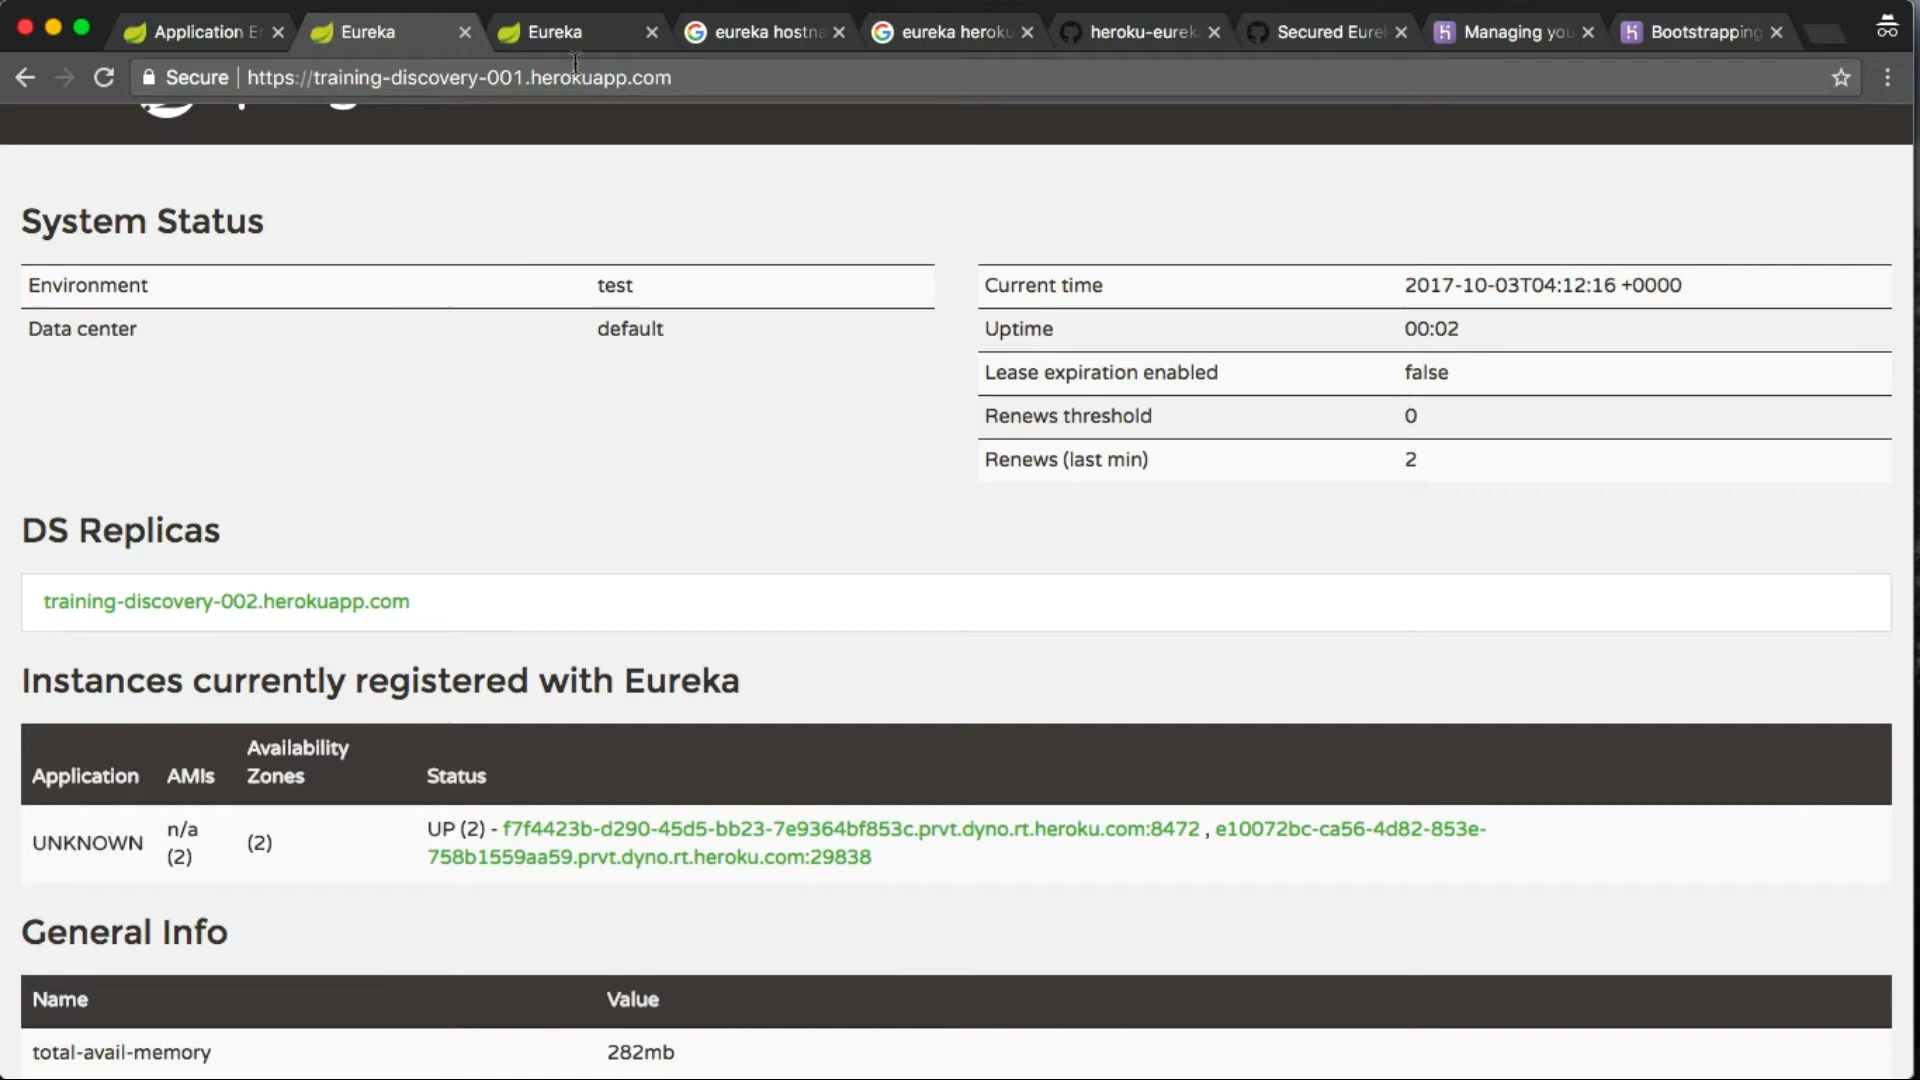 Application E
Eureka
Eureka
eureka hostna
eureka heroku
heroku-eurek
Secured Eurek
Managing you
Bootstrapping
Secure | https://training-discovery-001.herokuapp.com
System Status
Environment test
Data center default
Current time 2017-10-03T04:12:16 +0000
Uptime 00:02
Lease expiration enabled false
Renews threshold 0
Renews (last min) 2
DS Replicas
training-discovery-002.herokuapp.com
Instances currently registered with Eureka
Application AMIs Availability Zones Status
UNKNOWN n/a (2) (2) UP (2) - f7f4423b-d290-45d5-bb23-7e9364bf853c.prvt.dyno.rt.heroku.com:8472 , e10072bc-ca56-4d82-853e-
758b1559aa59.prvt.dyno.rt.heroku.com:29838
General Info
Name Value
total-avail-memory 282mb